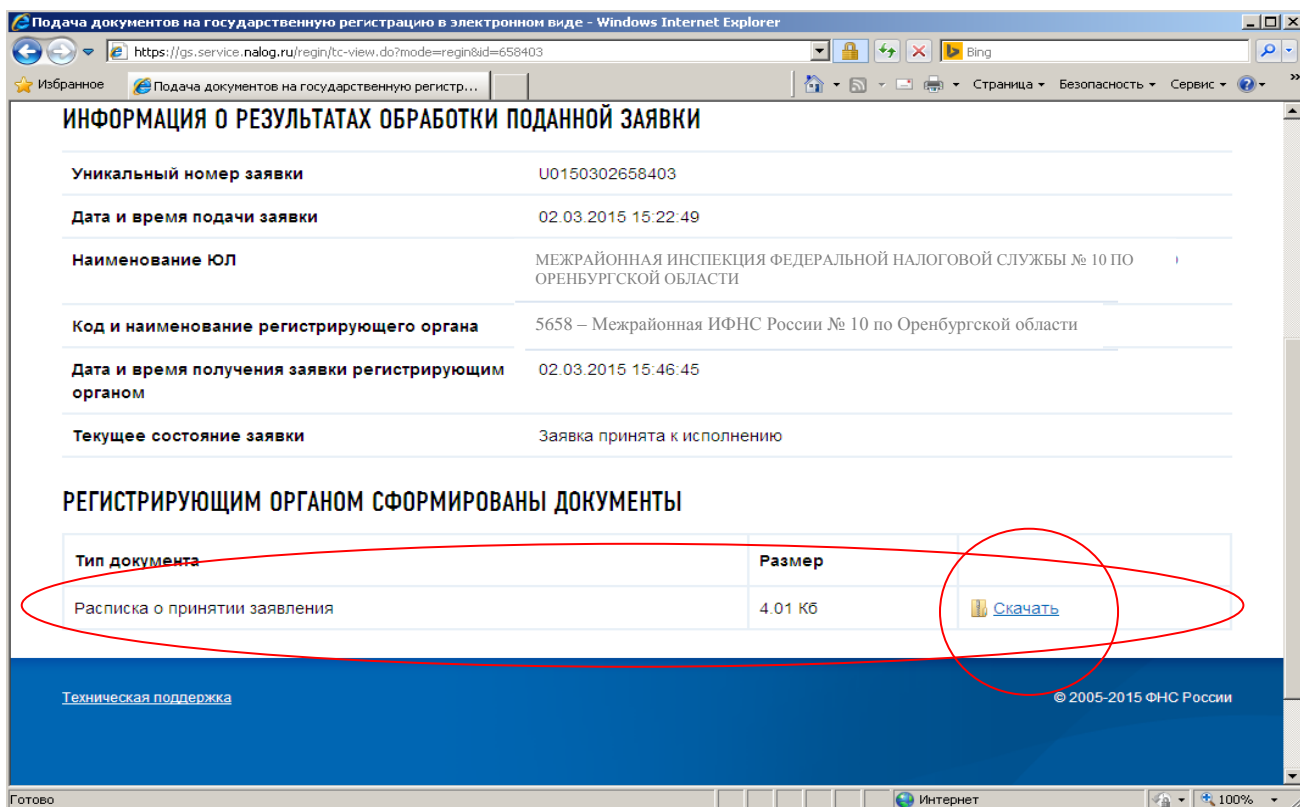 Подача документов на государственную регистрацию в электронном виде - Windows Internet Explorer
https://gs.service.nalog.ru/regin/tc-view.do?mode=regin&id=658403
Bing
Избранное
Подача документов на государственную регистр...
Страница
Безопасность
Сервис
»
ИНФОРМАЦИЯ О РЕЗУЛЬТАТАХ ОБРАБОТКИ ПОДАННОЙ ЗАЯВКИ
Уникальный номер заявки U0150302658403
Дата и время подачи заявки 02.03.2015 15:22:49
Наименование ЮЛ МЕЖРАЙОННАЯ ИНСПЕКЦИЯ ФЕДЕРАЛЬНОЙ НАЛОГОВОЙ СЛУЖБЫ № 10 ПО
ОРЕНБУРГСКОЙ ОБЛАСТИ
Код и наименование регистрирующего органа 5658 – Межрайонная ИФНС России № 10 по Оренбургской области
Дата и время получения заявки регистрирующим 02.03.2015 15:46:45
органом
Текущее состояние заявки Заявка принята к исполнению
РЕГИСТРИРУЮЩИМ ОРГАНОМ СФОРМИРОВАНЫ ДОКУМЕНТЫ
Тип документа Размер
Расписка о принятии заявления 4.01 Кб Скачать
Техническая поддержка © 2005-2015 ФНС России
Готово Интернет 100%